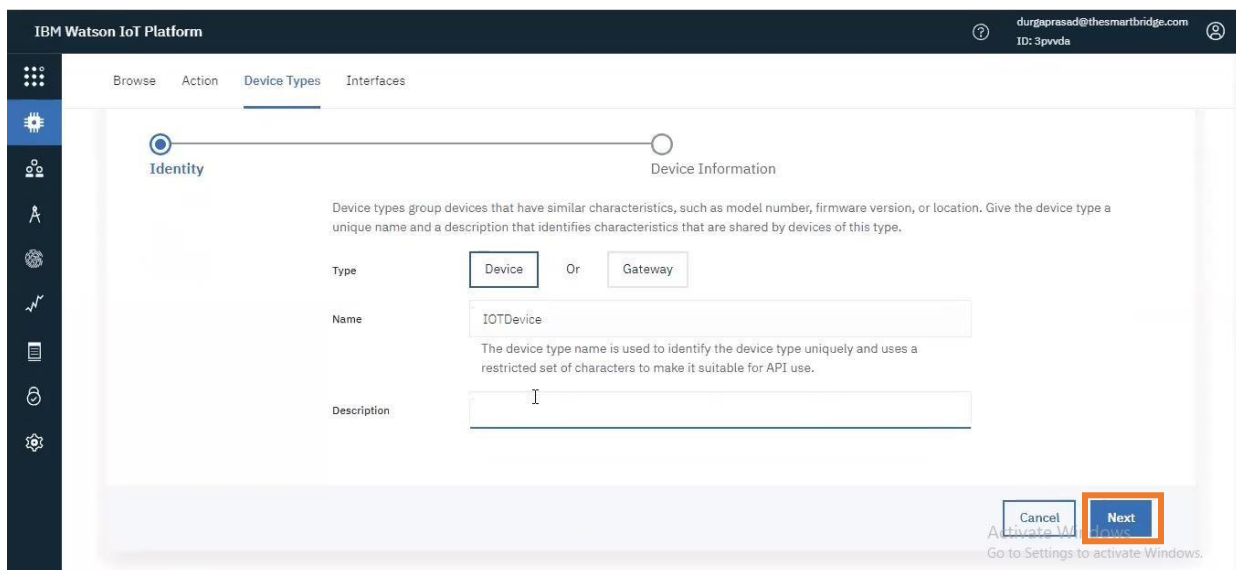 IBM Watson IoT Platform
durgaprasad@thesmartbridge.com
ID: 3pvvda
Browse Action Device Types Interfaces
Identity
Device Information
Device types group devices that have similar characteristics, such as model number, firmware version, or location. Give the device type a
unique name and a description that identifies characteristics that are shared by devices of this type.
Type Device Or Gateway
Name IOTDevice
The device type name is used to identify the device type uniquely and uses a
restricted set of characters to make it suitable for API use.
Description
Cancel Next
Activate Windows
Go to Settings to activate Windows.